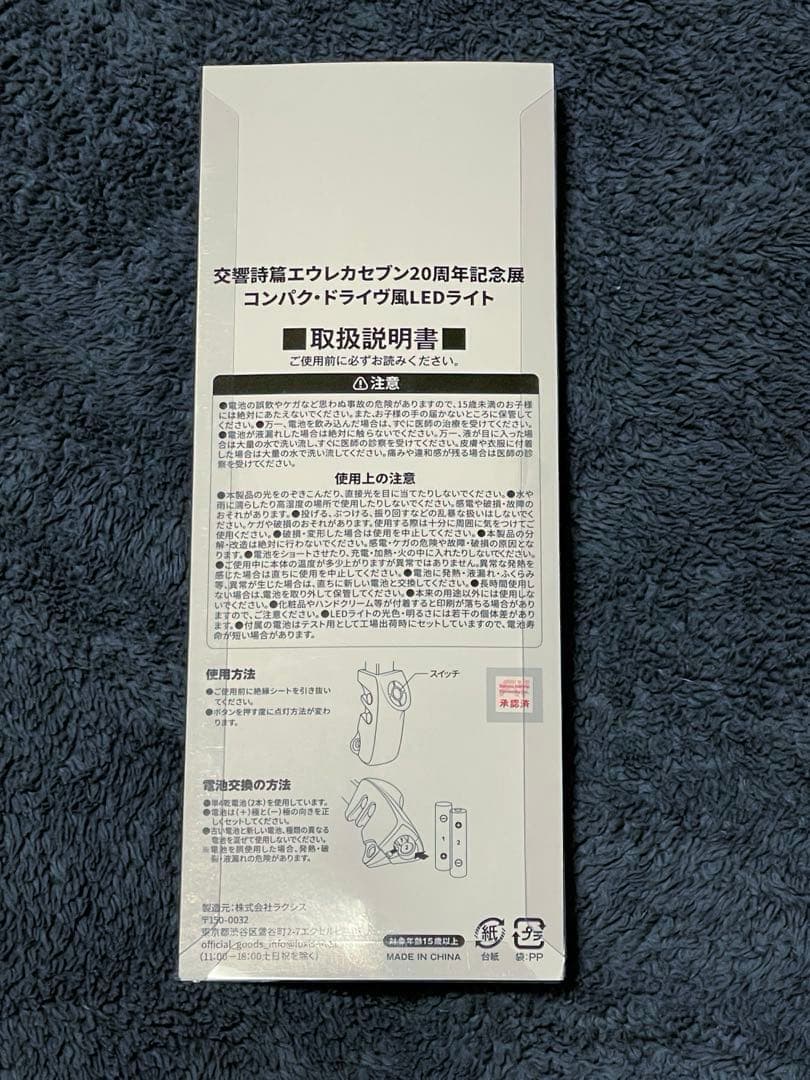 交響詩篇エウレカセブン20周年記念展
コンパク・ドライヴ風LEDライト
■取扱説明書■
ご使用前に必ずお読みください。
⚠注意
●電池の誤飲やケガなど思わぬ事故の危険がありますので、15歳未満のお子様
には絶対にあたえないでください。また、お子様の手の届かないところに保管して
ください。●万一、電池を飲み込んだ場合は、すぐに医師の治療を受けてください。
●電池が液漏れした場合は絶対に触らないでください。万一、液が目に入った場
合は大量の水で洗い流し、すぐに医師の診察を受けてください。皮膚や衣服に付着
した場合は大量の水で洗い流してください。痛みや違和感が残る場合は医師の診
察を受けてください。
使用上の注意
●本製品の光をのぞきこんだり、直接光を目に当てたりしないでください。●水や
雨に濡らしたり高湿度の場所で使用したりしないでください。感電や破損・故障の
おそれがあります。●投げる、ぶつける、振り回すなどの乱暴な扱いはしないでく
ださい。ケガや破損のおそれがあります。使用する際は十分に周囲に気をつけてご
使用ください。●破損・変形した場合は使用を中止してください。●本製品の分
解・改造は絶対に行わないでください。感電・ケガの危険や故障・破損の原因とな
ります。●電池をショートさせたり、充電・加熱・火の中に入れたりしないでください。
●ご使用中に本体の温度が多少上がりますが異常ではありません。異常な発熱を
感じた場合は直ちに使用を中止してください。●電池に発熱・液漏れ・ふくらみ
等、異常が生じた場合は、直ちに新しい電池と交換してください。●長時間使用し
ない場合は、電池を取り外して保管してください。●本来の用途以外には使用しな
いでください。●化粧品やハンドクリーム等が付着すると印刷が落ちる場合があり
ますので、ご注意ください。●LEDライトの光色・明るさには若干の個体差があり
ます。●付属の電池はテスト用として工場出荷時にセットしていますので、電池寿
命が短い場合があります。
使用方法
●ご使用前に絶縁シートを引き抜い
てください。
●ボタンを押す度に点灯方法が変わ
ります。
スイッチ
承認済
電池交換の方法
●単4乾電池(2本)を使用しています。
●電池は(+)極と(-)極の向きを正
しくセットしてください。
●古い電池と新しい電池、種類の異なる
電池を混ぜて使用しないでください。
※電池を誤使用した場合、発熱・破
裂・液漏れの危険があります。
1
2
製造元:株式会社ラクシス
〒150-0032
東京都渋谷区鶯谷町2-7エクセルビ
official_goods_info@
(11:00-18:00土日祝を除く)
対象年齢15歳以上
MADE IN CHINA
紙
台紙
プラ
袋:PP